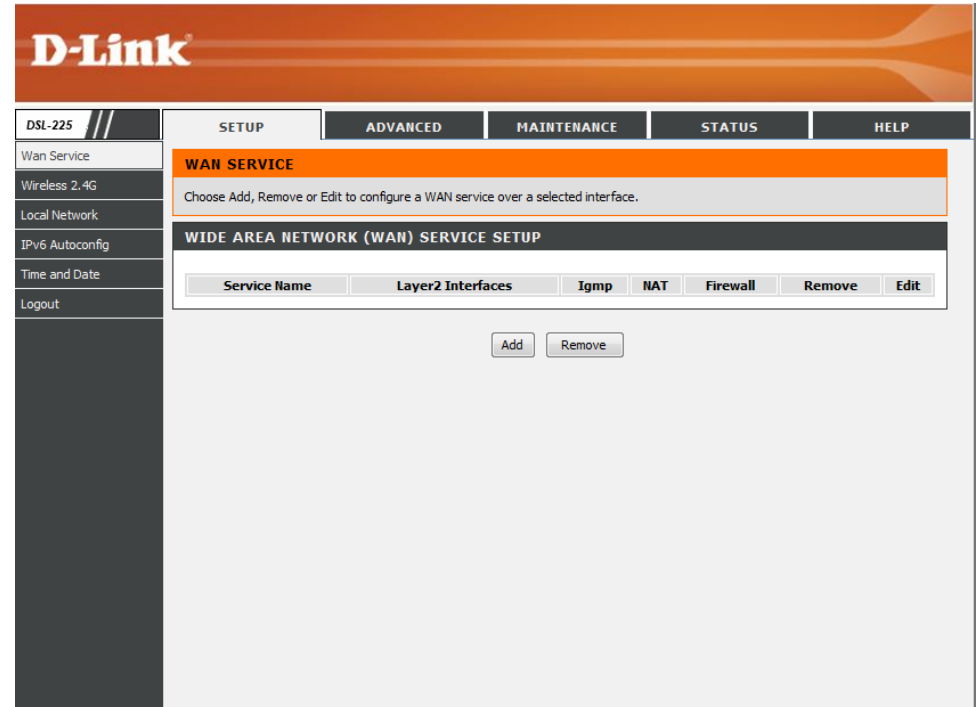 D-Link
DSL-225
SETUP ADVANCED MAINTENANCE STATUS HELP
Wan Service
Wireless 2.4G
Local Network
IPv6 Autoconfig
Time and Date
Logout
WAN SERVICE
Choose Add, Remove or Edit to configure a WAN service over a selected interface.
WIDE AREA NETWORK (WAN) SERVICE SETUP
Service Name Layer2 Interfaces Igmp NAT Firewall Remove Edit
Add Remove